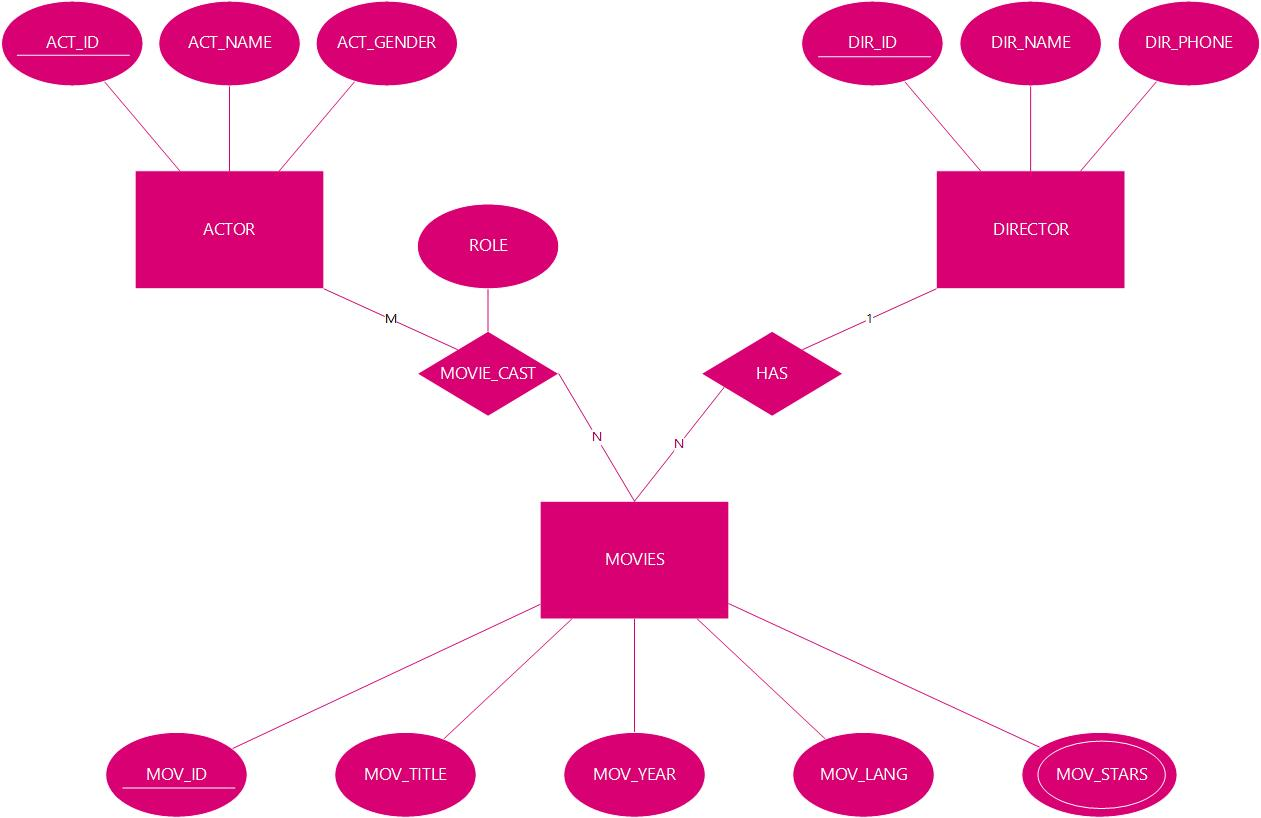 ACT_ID
ACT_NAME
ACT_GENDER
DIR_ID
DIR_NAME
DIR_PHONE
ACTOR
ROLE
DIRECTOR
M
1
MOVIE_CAST
HAS
N
N
MOVIES
MOV_ID
MOV_TITLE
MOV_YEAR
MOV_LANG
MOV_STARS